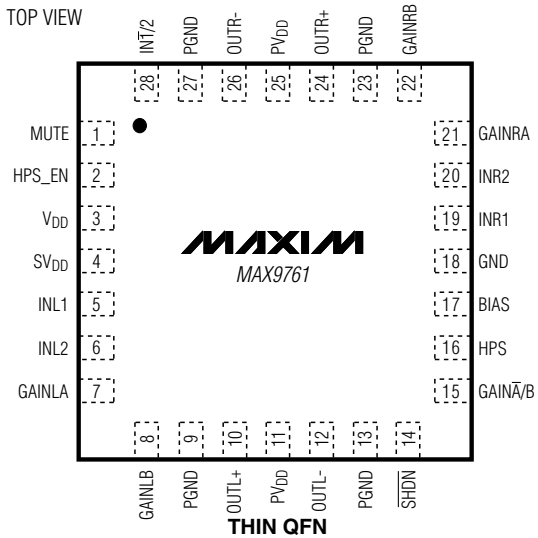 TOP VIEW
IN1̅/2
PGND
OUTR-
PVDD
OUTR+
PGND
GAINRB
28
27
26
25
24
23
22
MUTE 1
HPS_EN 2
VDD 3
SVDD 4
INL1 5
INL2 6
GAINLA 7
21 GAINRA
20 INR2
19 INR1
18 GND
17 BIAS
16 HPS
15 GAINA̅/B
MAXIM
MAX9761
8
9
10
11
12
13
14
GAINLB
PGND
OUTL+
PVDD
OUTL-
PGND
S̅H̅D̅N̅
THIN QFN